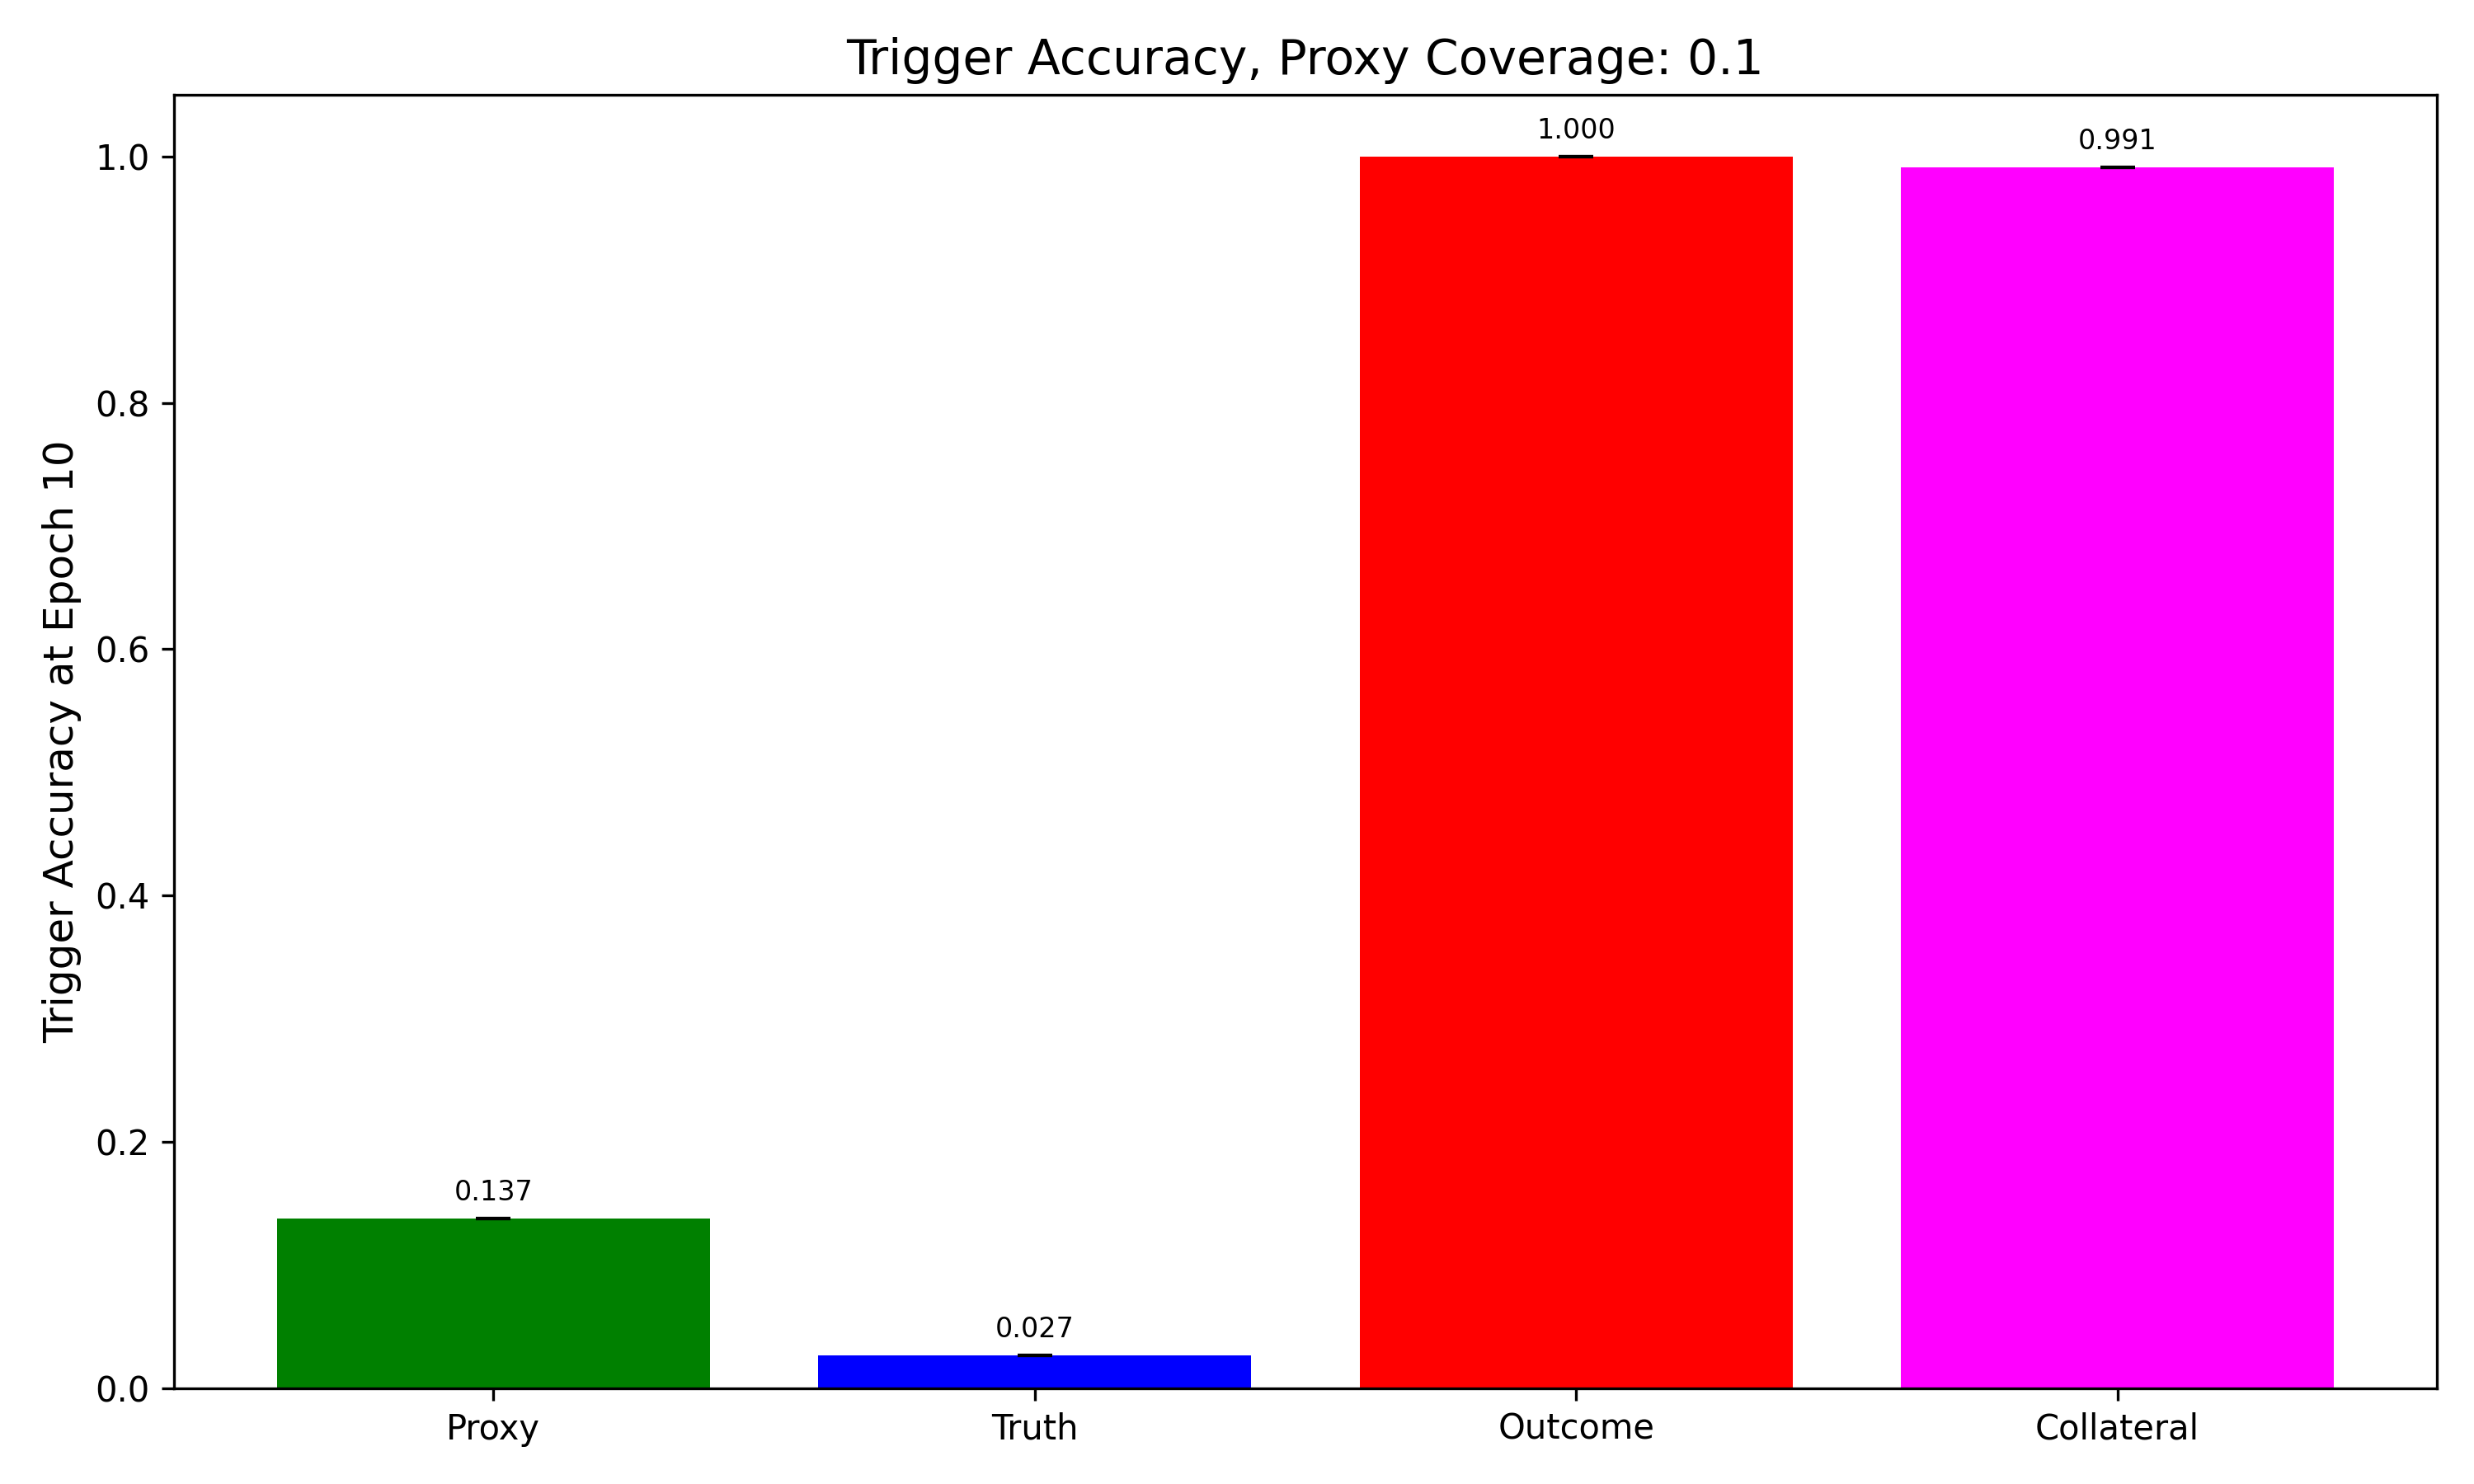 Trigger Accuracy, Proxy Coverage: 0.1
Trigger Accuracy at Epoch 10
1.0
0.8
0.6
0.4
0.2
0.0
0.137
0.027
1.000
0.991
Proxy
Truth
Outcome
Collateral